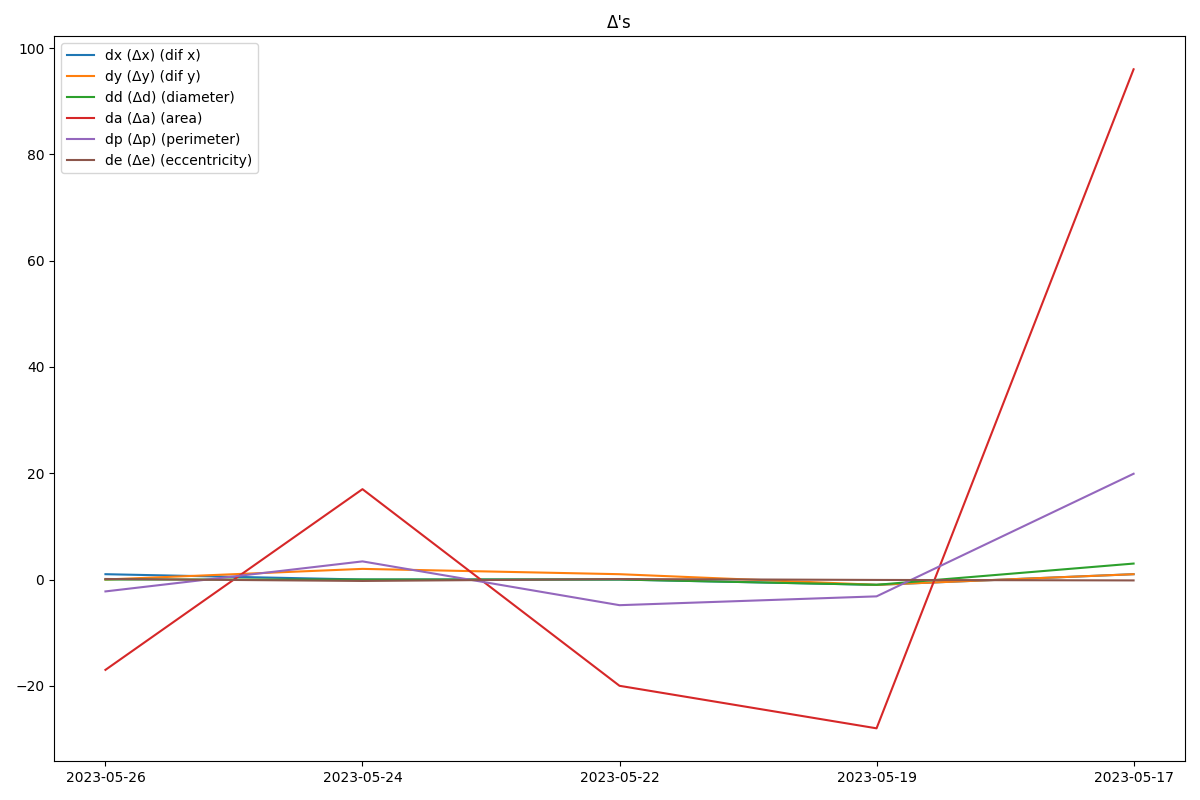 Δ's
dx (Δx) (dif x)
dy (Δy) (dif y)
dd (Δd) (diameter)
da (Δa) (area)
dp (Δp) (perimeter)
de (Δe) (eccentricity)
100
80
60
40
20
0
−20
2023-05-26 2023-05-24 2023-05-22 2023-05-19 2023-05-17